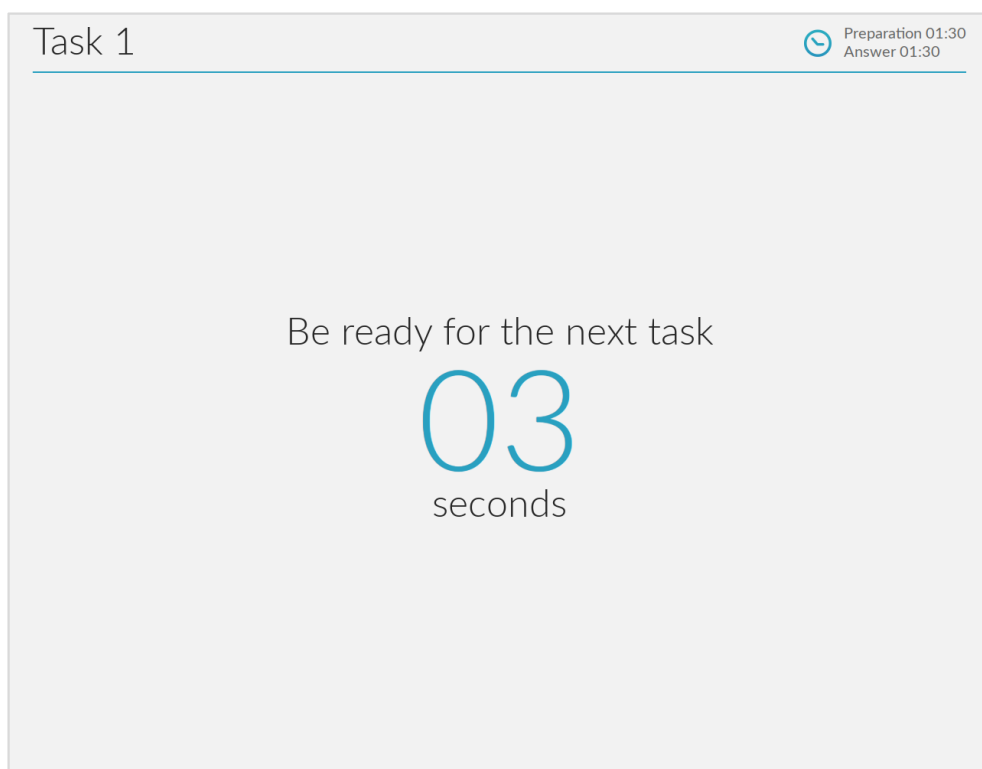 Task 1
Preparation 01:30
Answer 01:30
Be ready for the next task
03
seconds